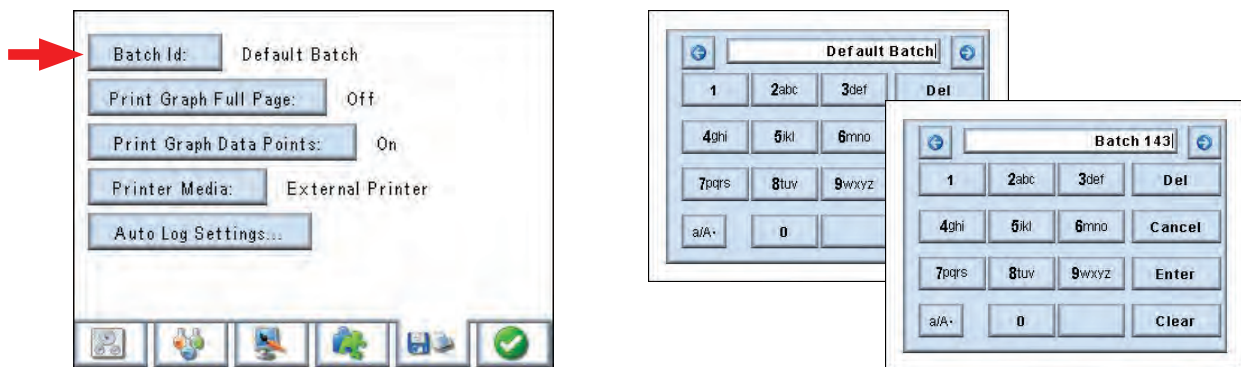 Batch Id: Default Batch
Print Graph Full Page: Off
Print Graph Data Points: On
Printer Media: External Printer
Auto Log Settings...
Default Batch
1 2abc 3def Del
4ghi 5jkl 6mno
7pqrs 8tuv 9wxyz
a/A· 0
Batch 143
1 2abc 3def Del
4ghi 5jkl 6mno Cancel
7pqrs 8tuv 9wxyz Enter
a/A· 0 Clear